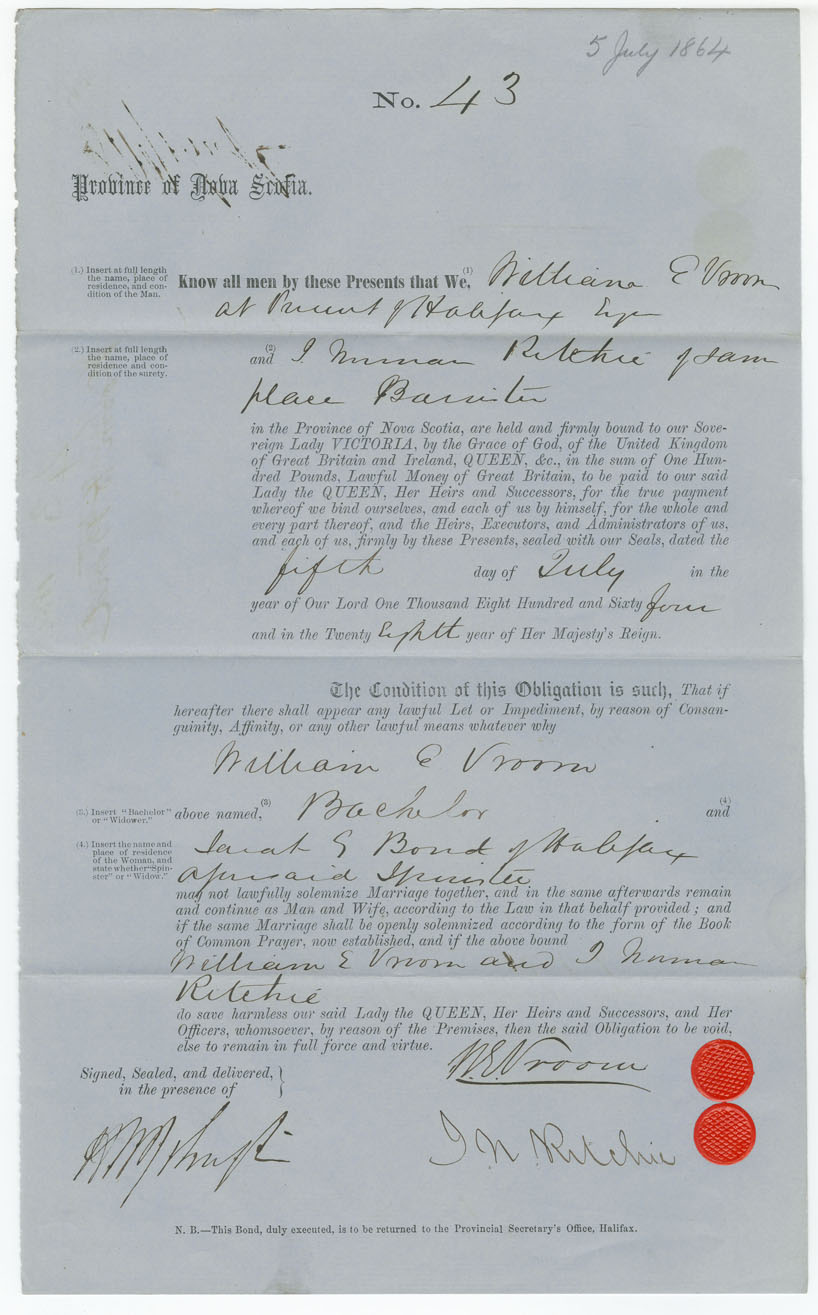 5 July 1864
No. 43
Province of Nova Scotia.
(1.) Insert at full length
the name, place of
residence, and con-
dition of the Man.
Know all men by these Presents that We, (1) William E Vroom
at Present of Halifax Esqr
(2.) Insert at full length
the name, place of
residence and con-
dition of the surety.
and (2) J. Norman Ritchie of same
place Barrister
in the Province of Nova Scotia, are held and firmly bound to our Sove-
reign Lady VICTORIA, by the Grace of God, of the United Kingdom
of Great Britain and Ireland, QUEEN, &c., in the sum of One Hun-
dred Pounds, Lawful Money of Great Britain, to be paid to our said
Lady the QUEEN, Her Heirs and Successors, for the true payment
whereof we bind ourselves, and each of us by himself, for the whole and
every part thereof, and the Heirs, Executors, and Administrators of us,
and each of us, firmly by these Presents, sealed with our Seals, dated the
fifth day of July in the
year of Our Lord One Thousand Eight Hundred and Sixty four
and in the Twenty Eighth year of Her Majesty's Reign.
The Condition of this Obligation is such, That if
hereafter there shall appear any lawful Let or Impediment, by reason of Consan-
guinity, Affinity, or any other lawful means whatever why
William E Vroom
(3.) Insert "Bachelor"
or "Widower."
above named, (3) Bachelor and (4)
(4.) Insert the name and
place of residence
of the Woman, and
state whether "Spin-
ster" or "Widow."
Sarah E Bond of Halifax
aforesaid Spinster
may not lawfully solemnize Marriage together, and in the same afterwards remain
and continue as Man and Wife, according to the Law in that behalf provided; and
if the same Marriage shall be openly solemnized according to the form of the Book
of Common Prayer, now established, and if the above bound
William E Vroom and J Norman
Ritchie
do save harmless our said Lady the QUEEN, Her Heirs and Successors, and Her
Officers, whomsoever, by reason of the Premises, then the said Obligation to be void,
else to remain in full force and virtue.
W.E. Vroom
Signed, Sealed, and delivered, }
in the presence of
J. N. Ritchie
N. B.—This Bond, duly executed, is to be returned to the Provincial Secretary's Office, Halifax.